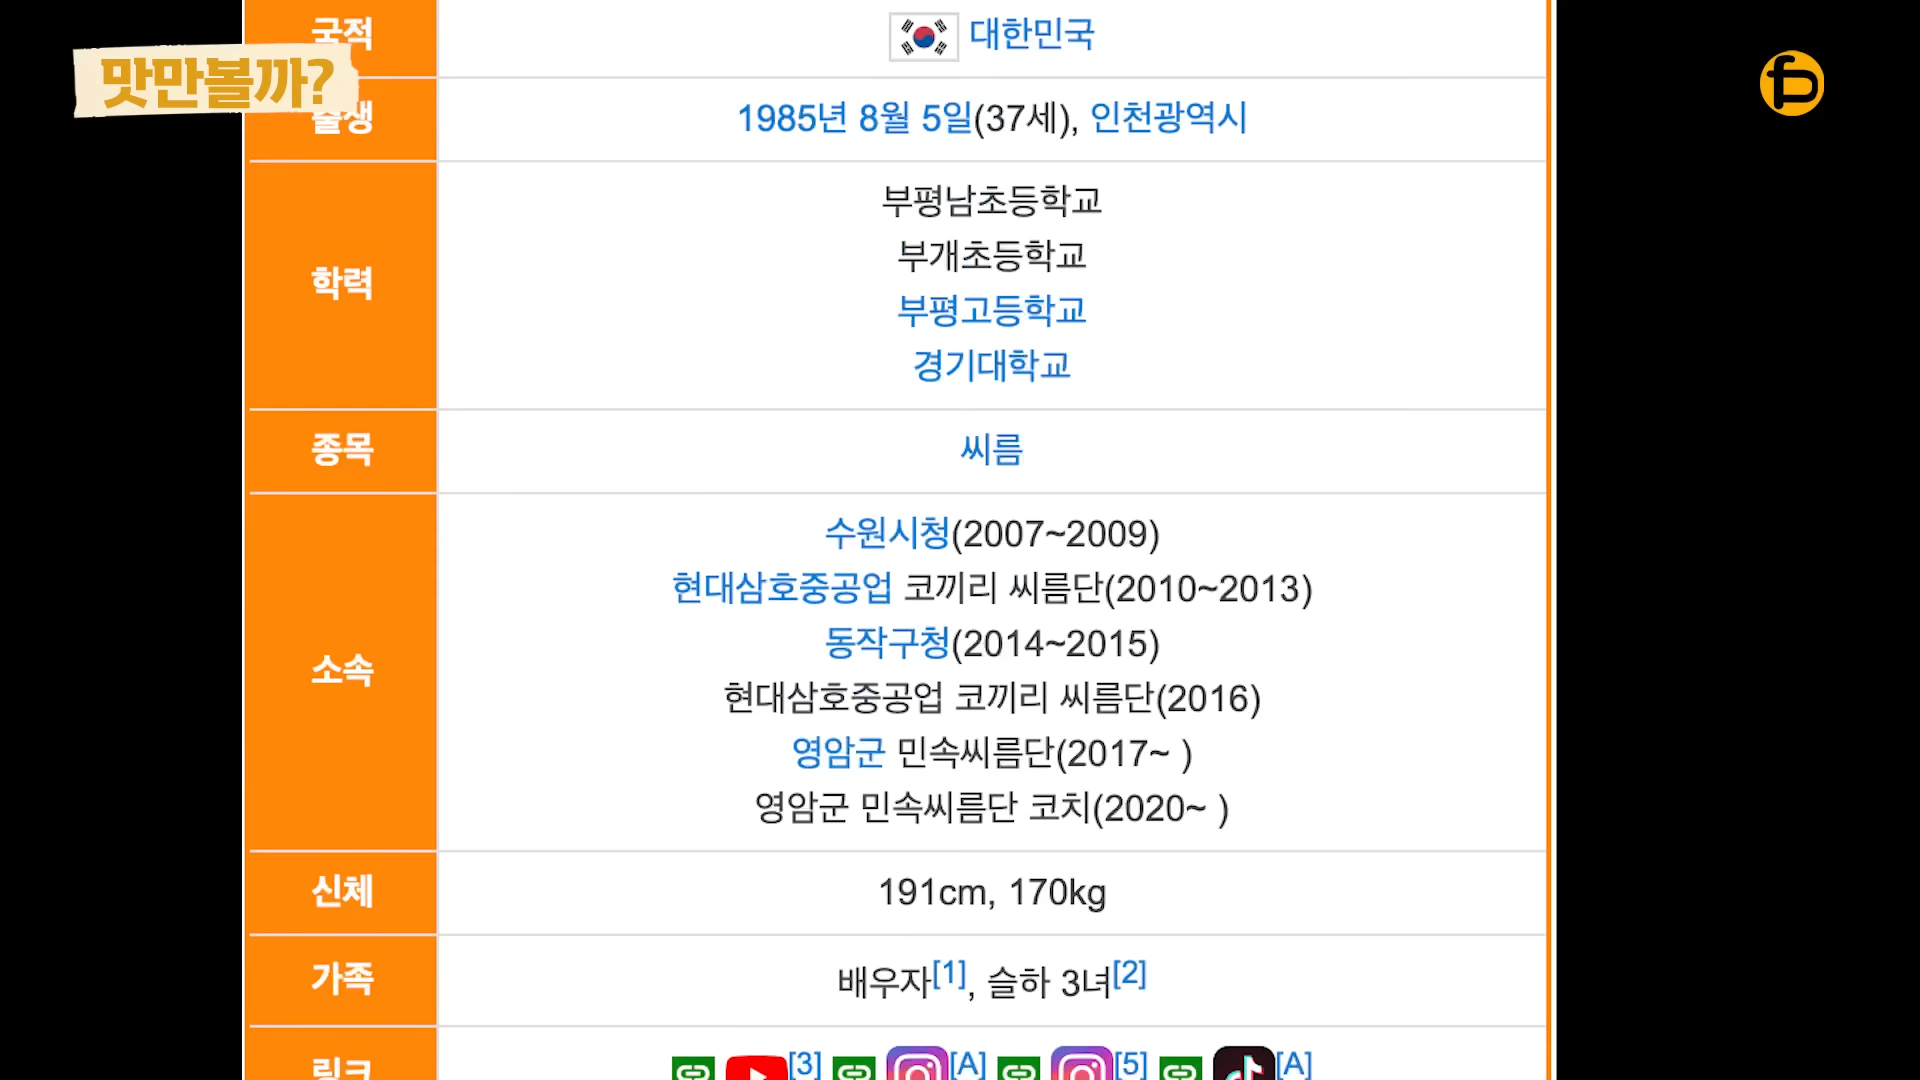 국적
대한민국
맛만볼까?
출생
1985년 8월 5일(37세), 인천광역시
학력
부평남초등학교
부개초등학교
부평고등학교
경기대학교
종목
씨름
소속
수원시청(2007~2009)
현대삼호중공업 코끼리 씨름단(2010~2013)
동작구청(2014~2015)
현대삼호중공업 코끼리 씨름단(2016)
영암군 민속씨름단(2017~ )
영암군 민속씨름단 코치(2020~ )
신체
191cm, 170kg
가족
배우자[1], 슬하 3녀[2]
링크
[3] [A] [5] [A]